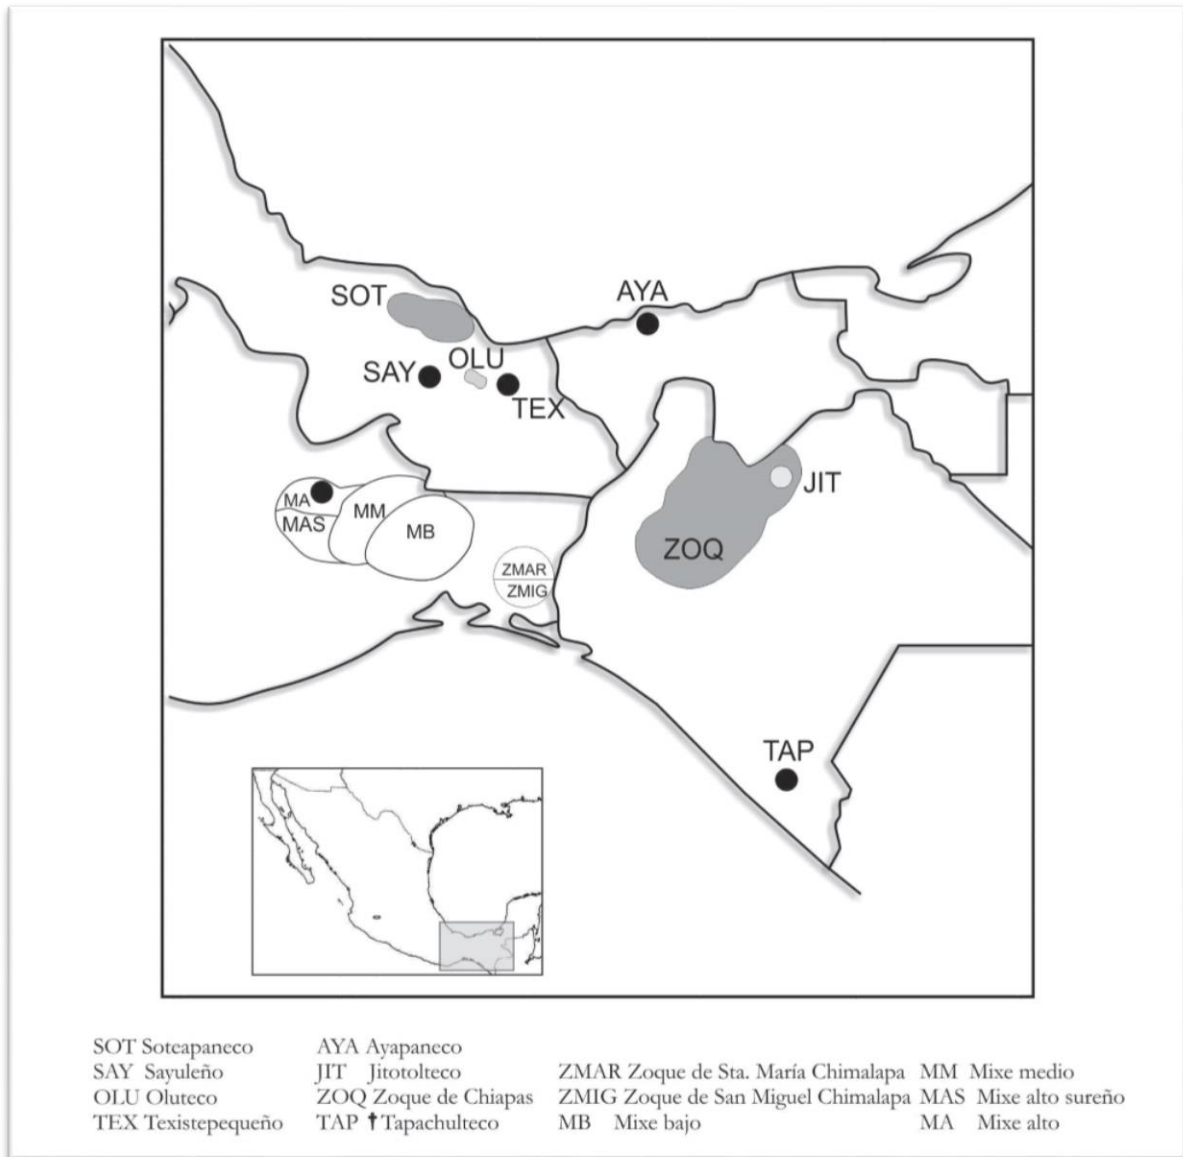 AYA
SOT
OLU
SAY
TEX
JIT
MA
MM
MAS
MB
ZOQ
ZMAR
ZMIG
TAP
SOT Soteapaneco
SAY Sayuleño
OLU Oluteco
TEX Texistepequeño
AYA Ayapaneco
JIT Jitotolteco
ZOQ Zoque de Chiapas
TAP ✝Tapachulteco
ZMAR Zoque de Sta. María Chimalapa
ZMIG Zoque de San Miguel Chimalapa
MB Mixe bajo
MM Mixe medio
MAS Mixe alto sureño
MA Mixe alto